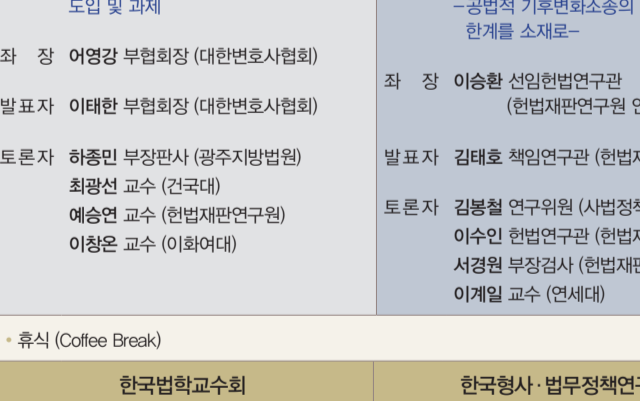 도입 및 과제
좌 장 어영강 부협회장 (대한변호사협회)
발표자 이태한 부협회장 (대한변호사협회)
토론자 하종민 부장판사 (광주지방법원)
최광선 교수 (건국대)
예승연 교수 (헌법재판연구원)
이창온 교수 (이화여대)
–공법적 기후변화소송의
한계를 소재로–
좌 장 이승환 선임헌법연구관
(헌법재판연구원
발표자 김태호 책임연구관 (헌법재
토론자 김봉철 연구위원 (사법정책
이수인 헌법연구관 (헌법재
서경원 부장검사 (헌법재판
이계일 교수 (연세대)
• 휴식 (Coffee Break)
한국법학교수회
한국형사·법무정책연구